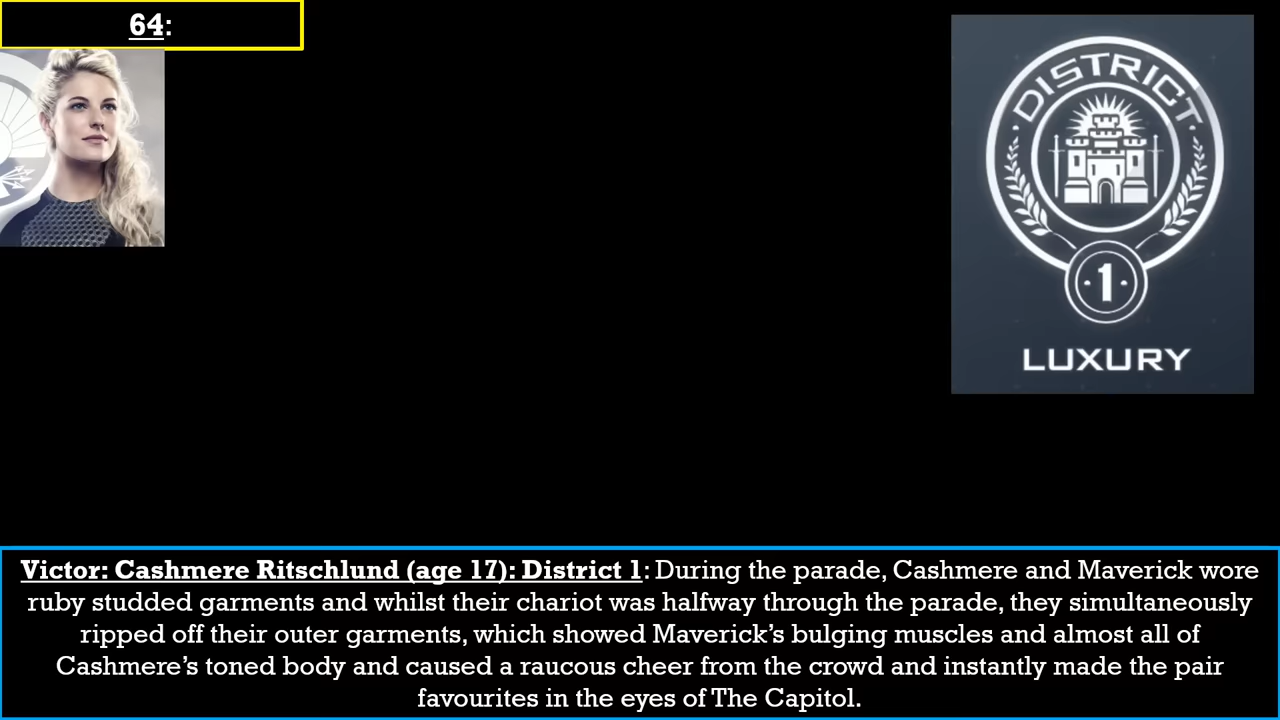 64:
·DISTRICT·
·1·
LUXURY
Victor: Cashmere Ritschlund (age 17): District 1: During the parade, Cashmere and Maverick wore
ruby studded garments and whilst their chariot was halfway through the parade, they simultaneously
ripped off their outer garments, which showed Maverick’s bulging muscles and almost all of
Cashmere’s toned body and caused a raucous cheer from the crowd and instantly made the pair
favourites in the eyes of The Capitol.